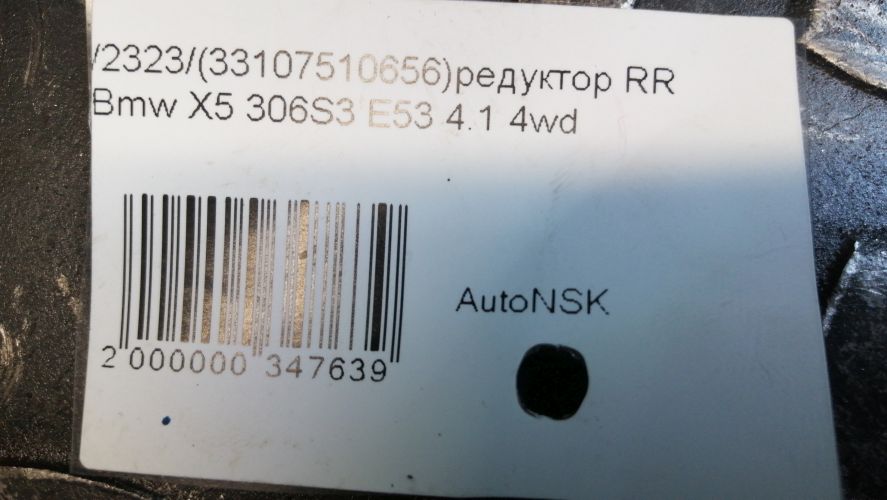 /2323/(33107510656)редуктор RR
Bmw X5 306S3 E53 4.1 4wd
AutoNSK
2 000000 347639